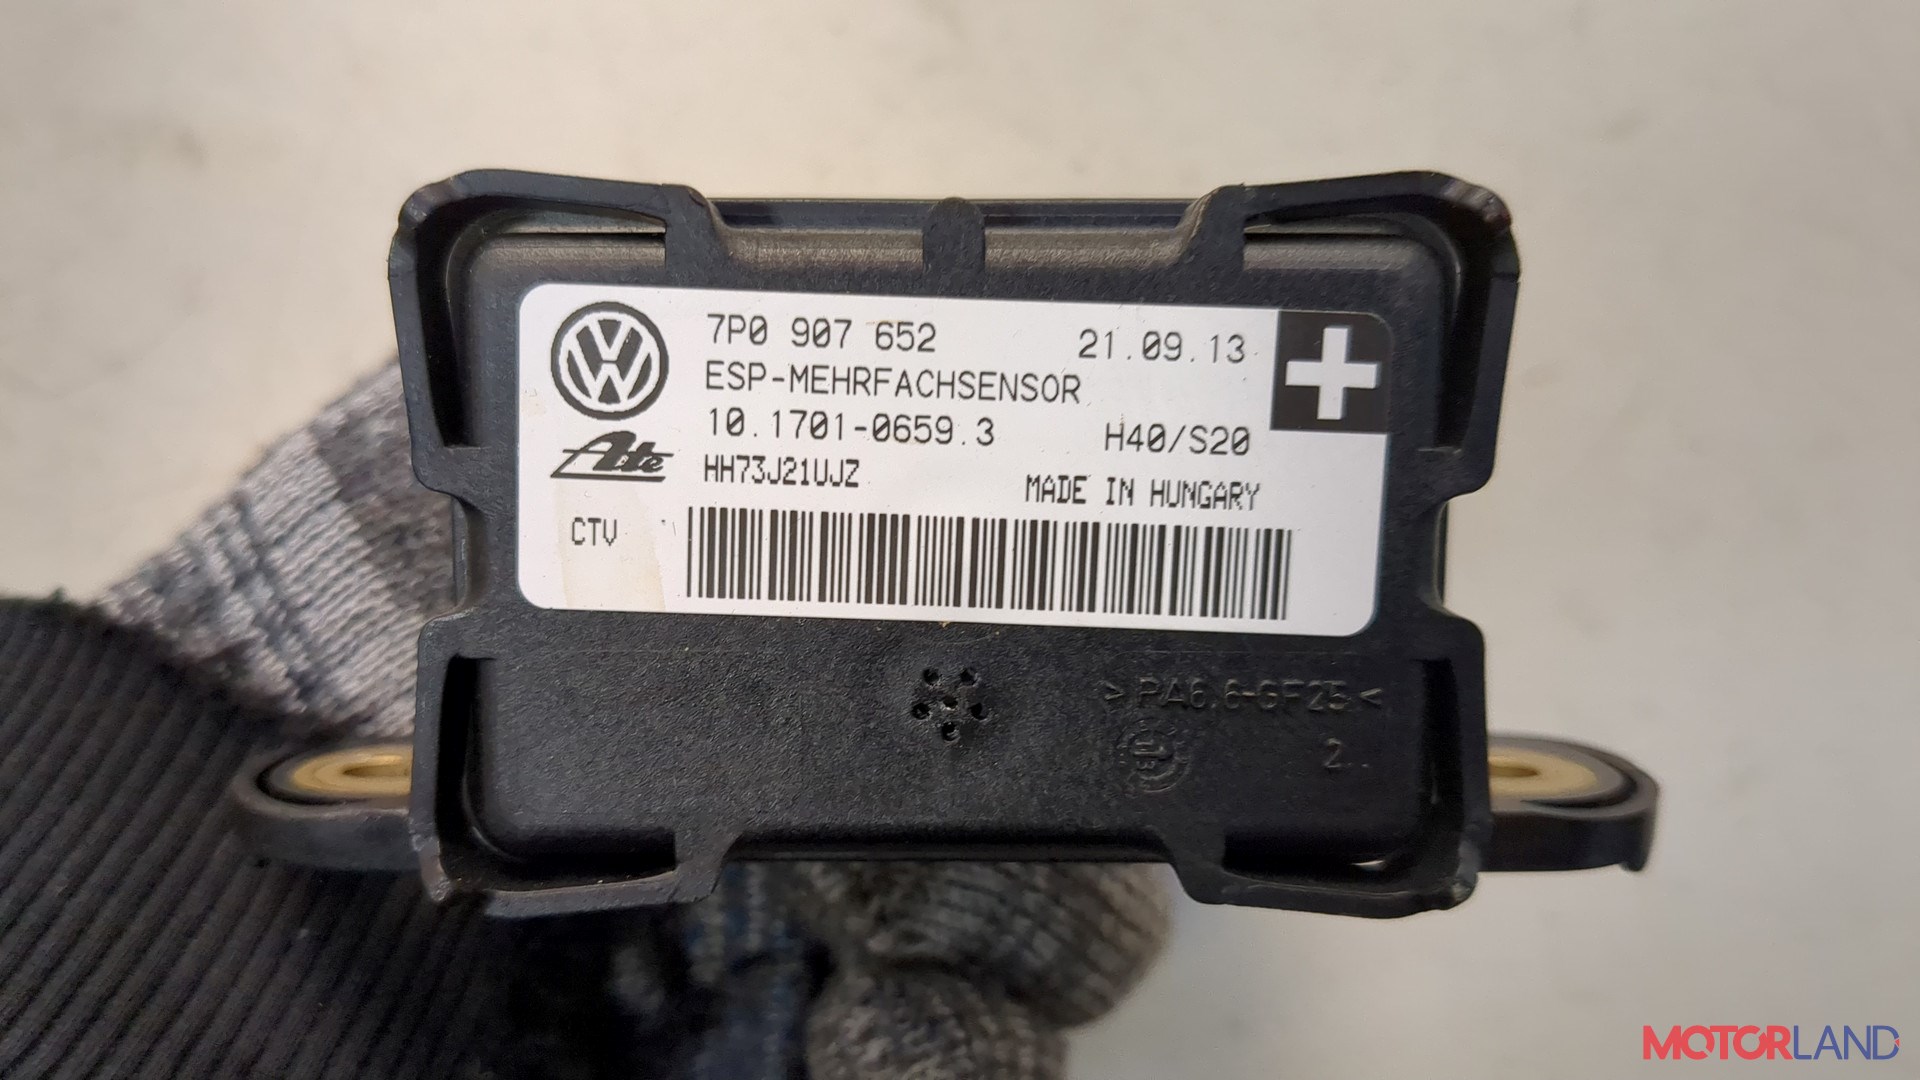 7P0 907 652 21.09.13
ESP-MEHRFACHSENSOR
10.1701-0659.3 H40/S20
Ate HH73J21UJZ MADE IN HUNGARY
CTV
>PA6.6-GF25<
2..
MOTORLAND